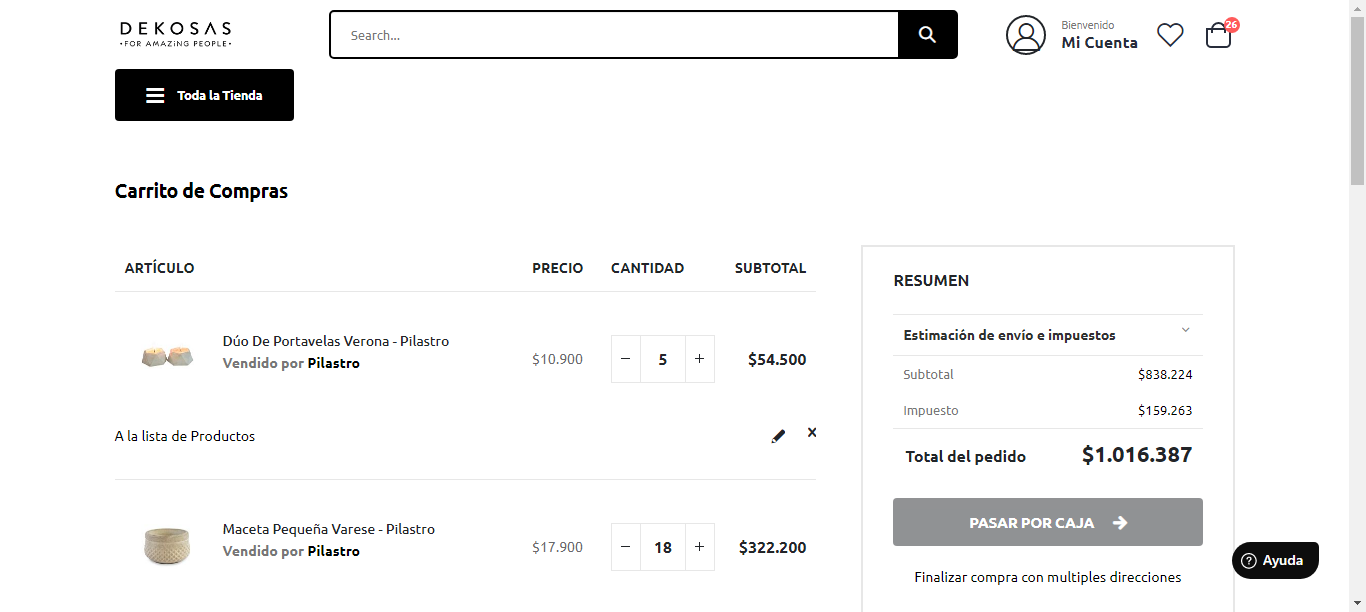 DEKOSAS
•FOR AMAZING PEOPLE•
Search...
Bienvenido
Mi Cuenta
26
Toda la Tienda
Carrito de Compras
ARTÍCULO PRECIO CANTIDAD SUBTOTAL
Dúo De Portavelas Verona - Pilastro
Vendido por Pilastro
$10.900 − 5 + $54.500
A la lista de Productos
Maceta Pequeña Varese - Pilastro
Vendido por Pilastro
$17.900 − 18 + $322.200
RESUMEN
Estimación de envío e impuestos
Subtotal $838.224
Impuesto $159.263
Total del pedido $1.016.387
PASAR POR CAJA
Finalizar compra con multiples direcciones
Ayuda